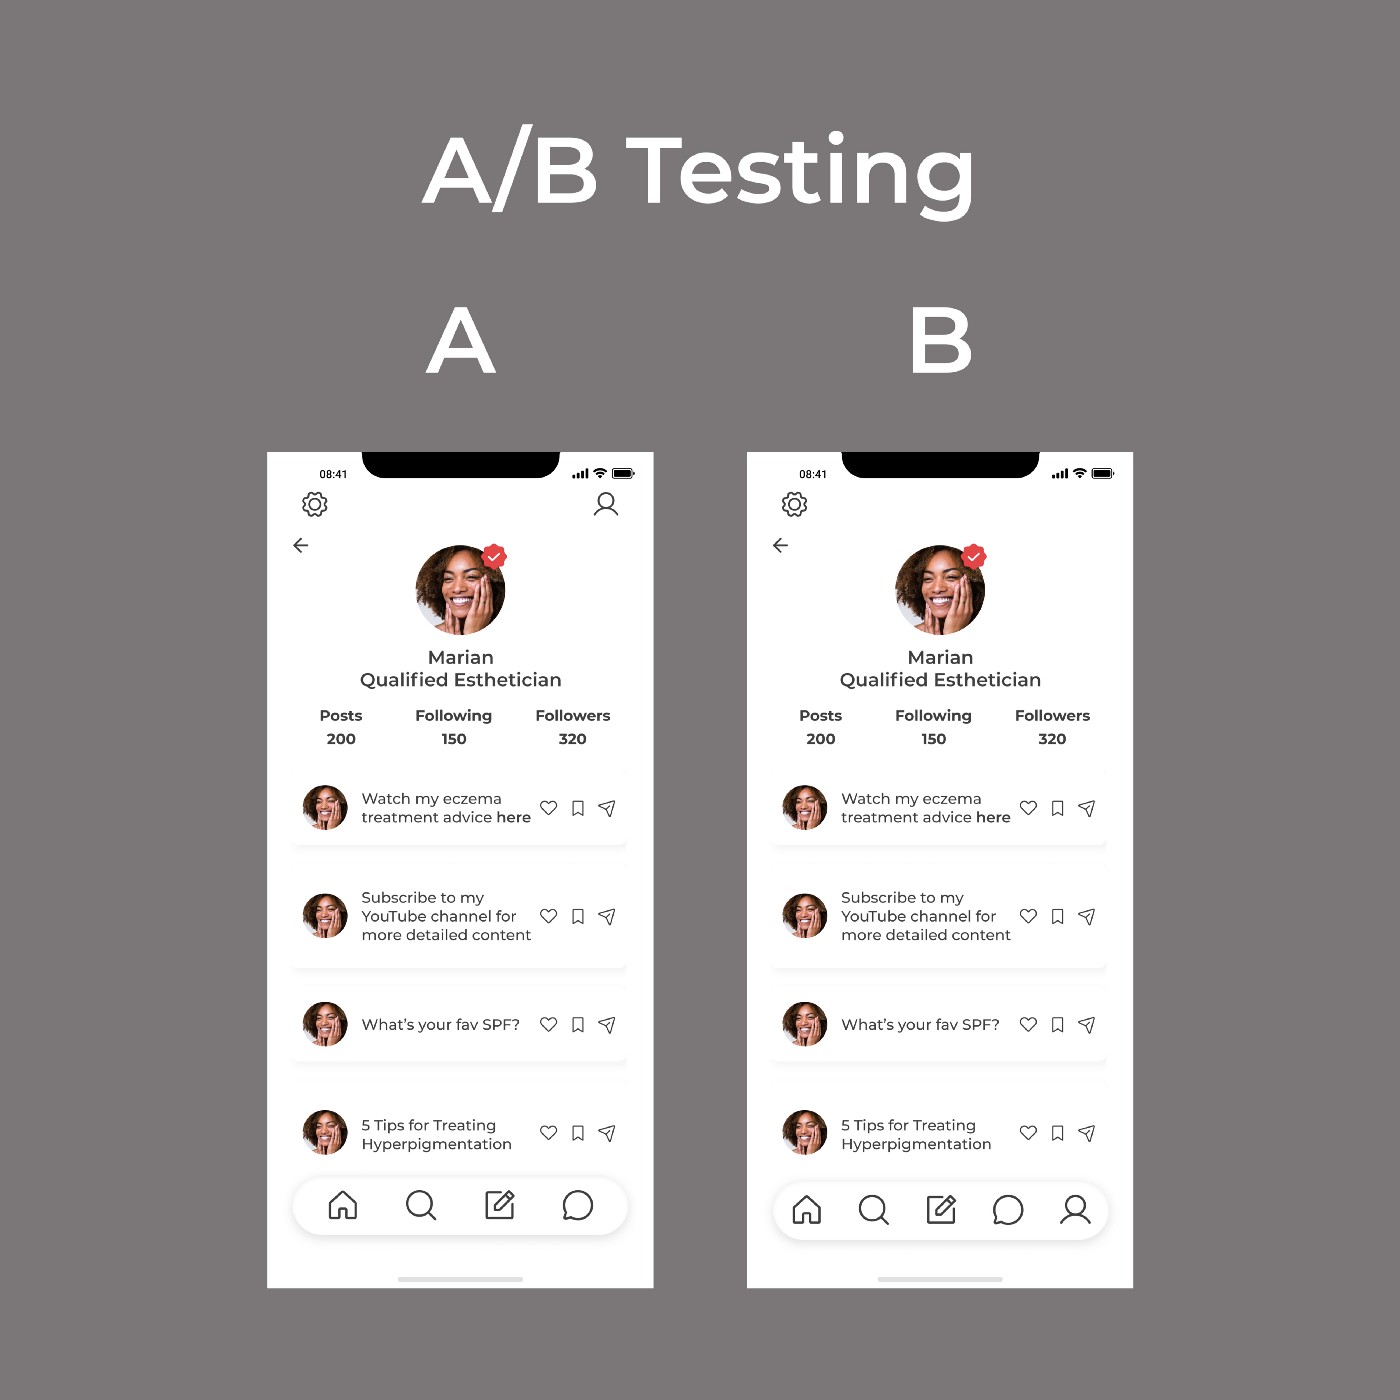 A/B Testing
A
B
08:41
Marian
Qualified Esthetician
Posts Following Followers
200 150 320
Watch my eczema
treatment advice here
Subscribe to my
YouTube channel for
more detailed content
What's your fav SPF?
5 Tips for Treating
Hyperpigmentation
08:41
Marian
Qualified Esthetician
Posts Following Followers
200 150 320
Watch my eczema
treatment advice here
Subscribe to my
YouTube channel for
more detailed content
What's your fav SPF?
5 Tips for Treating
Hyperpigmentation